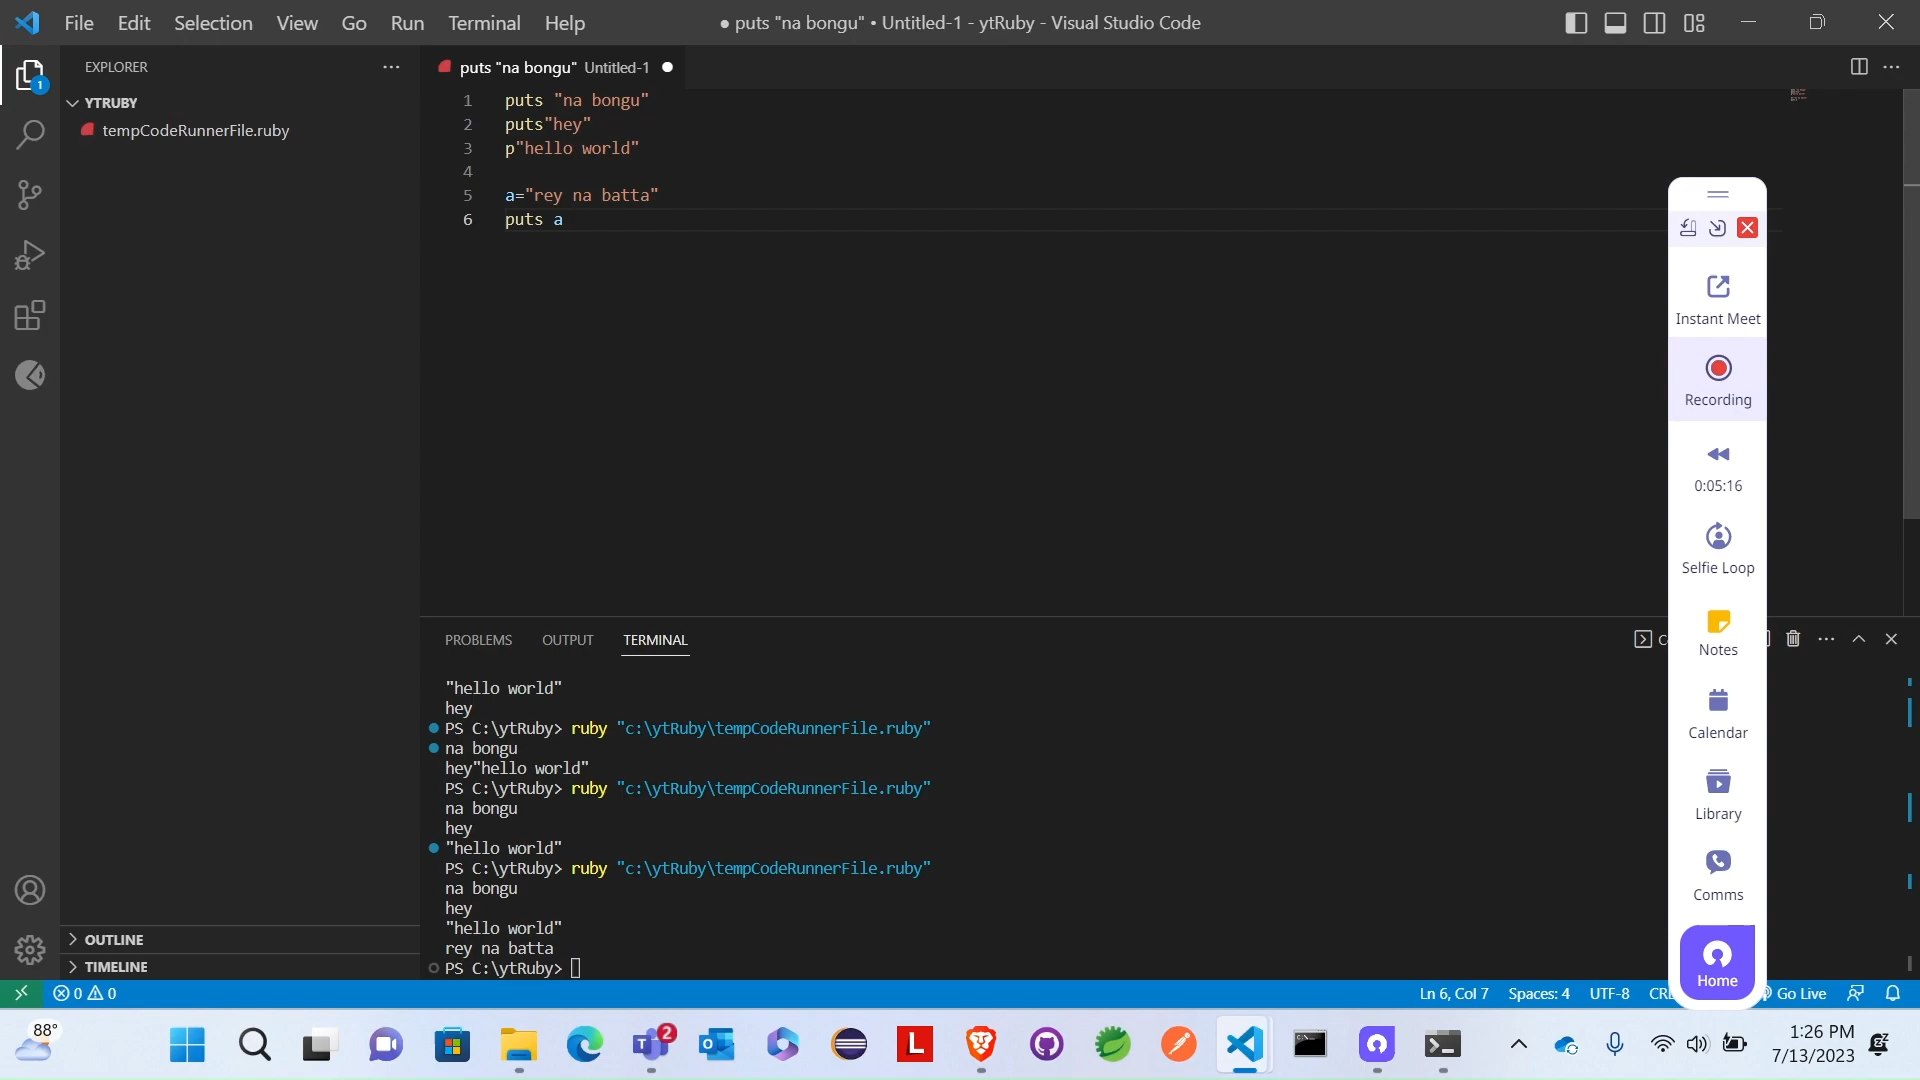 File Edit Selection View Go Run Terminal Help
● puts "na bongu" • Untitled-1 - ytRuby - Visual Studio Code
EXPLORER
YTRUBY
tempCodeRunnerFile.ruby
puts "na bongu" Untitled-1
1 puts "na bongu"
2 puts"hey"
3 p"hello world"
4
5 a="rey na batta"
6 puts a
Instant Meet
Recording
0:05:16
Selfie Loop
Notes
Calendar
Library
Comms
Home
PROBLEMS OUTPUT TERMINAL
"hello world"
hey
PS C:\ytRuby> ruby "c:\ytRuby\tempCodeRunnerFile.ruby"
na bongu
hey"hello world"
PS C:\ytRuby> ruby "c:\ytRuby\tempCodeRunnerFile.ruby"
na bongu
hey
"hello world"
PS C:\ytRuby> ruby "c:\ytRuby\tempCodeRunnerFile.ruby"
na bongu
hey
"hello world"
rey na batta
PS C:\ytRuby>
OUTLINE
TIMELINE
0 0
Ln 6, Col 7 Spaces: 4 UTF-8 Go Live
88°
1
2
1:26 PM
7/13/2023